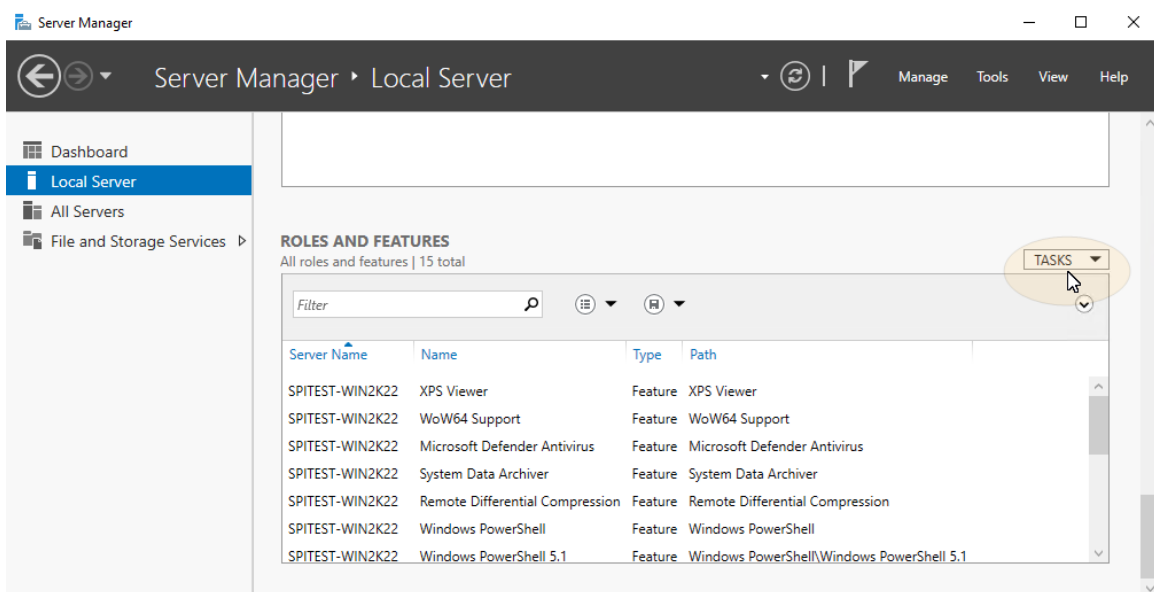 Server Manager
Server Manager ‣ Local Server
Manage Tools View Help
Dashboard
Local Server
All Servers
File and Storage Services
ROLES AND FEATURES
All roles and features | 15 total
TASKS
Filter
Server Name Name Type Path
SPITEST-WIN2K22 XPS Viewer Feature XPS Viewer
SPITEST-WIN2K22 WoW64 Support Feature WoW64 Support
SPITEST-WIN2K22 Microsoft Defender Antivirus Feature Microsoft Defender Antivirus
SPITEST-WIN2K22 System Data Archiver Feature System Data Archiver
SPITEST-WIN2K22 Remote Differential Compression Feature Remote Differential Compression
SPITEST-WIN2K22 Windows PowerShell Feature Windows PowerShell
SPITEST-WIN2K22 Windows PowerShell 5.1 Feature Windows PowerShell\Windows PowerShell 5.1